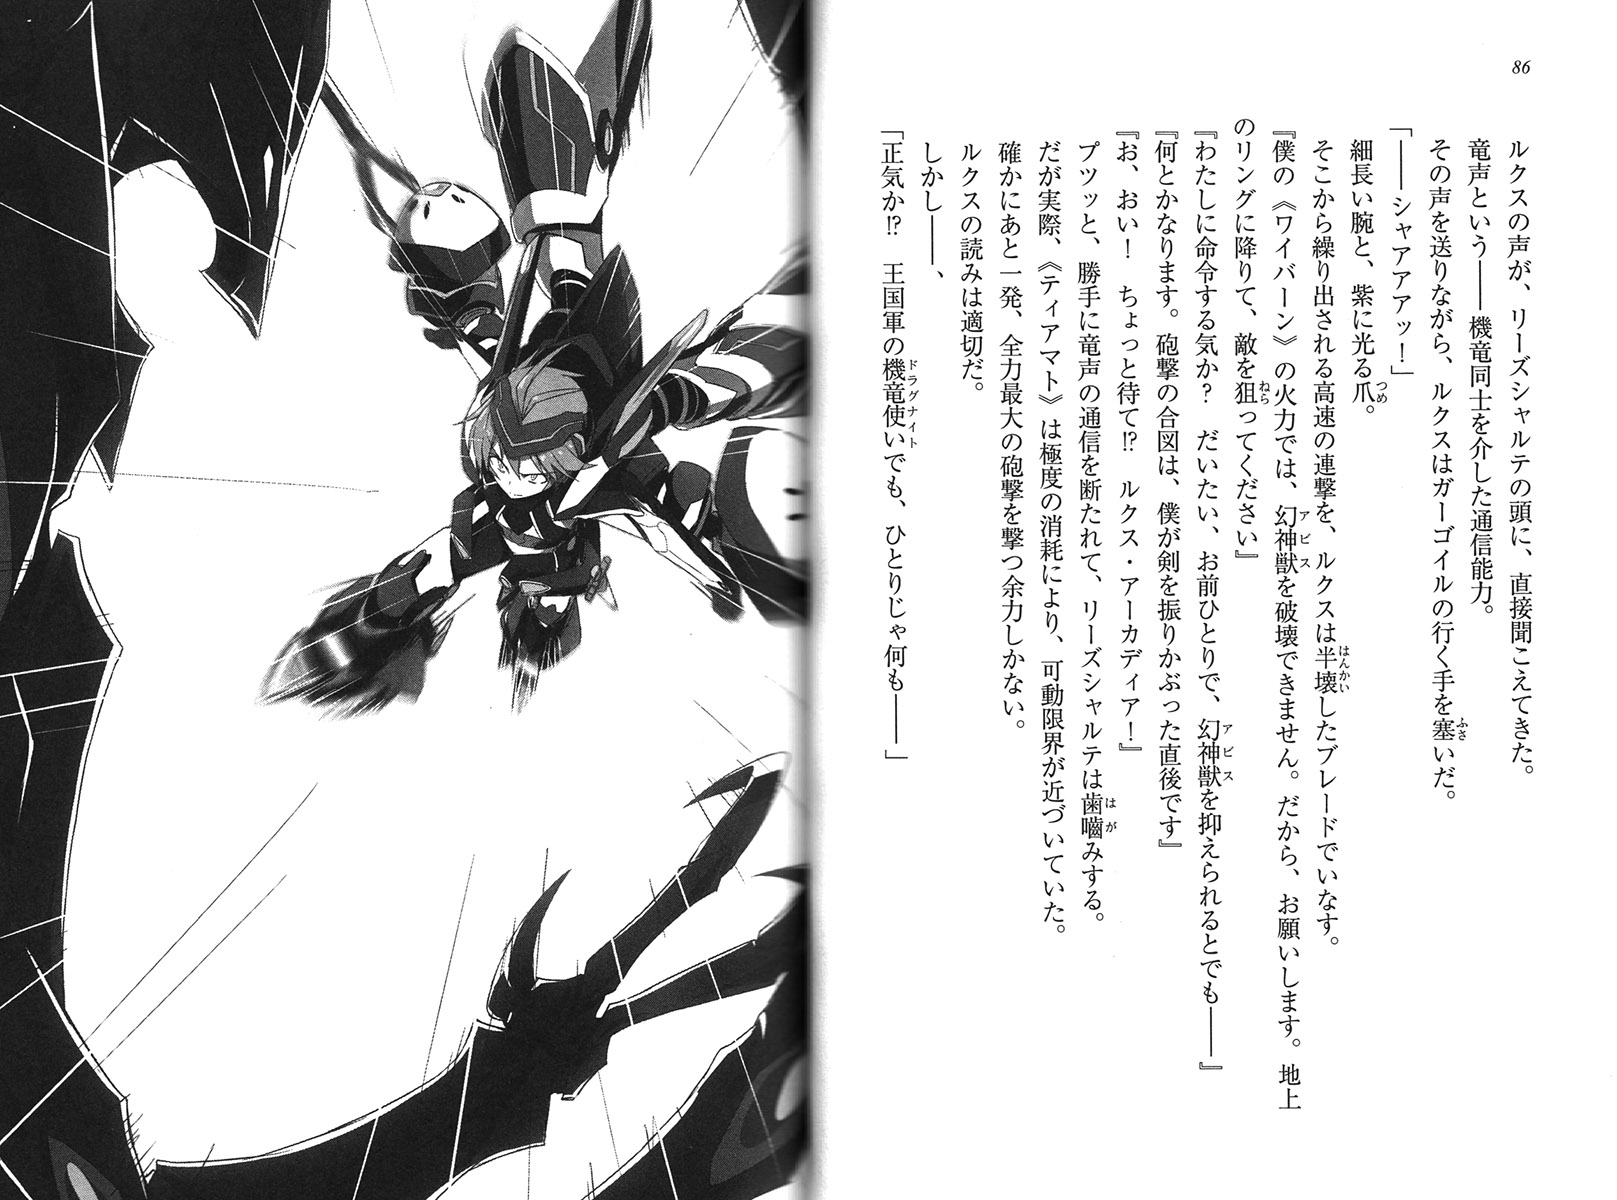 86
ルクスの声が、リーズシャルテの頭に、直接聞こえてきた。
竜声という――機竜同士を介した通信能力。
その声を送りながら、ルクスはガーゴイルの行く手を塞いだ。
「――シャアアアッ！」
細長い腕と、紫に光る爪。
そこから繰り出される高速の連撃を、ルクスは半壊したブレードでいなす。
『僕の《ワイバーン》の火力では、幻神獣を破壊できません。だから、お願いします。地上
のリングに降りて、敵を狙ってください』
『わたしに命令する気か？　だいたい、お前ひとりで、幻神獣を抑えられるとでも――』
『何とかなります。砲撃の合図は、僕が剣を振りかぶった直後です』
『お、おい！　ちょっと待て!?　ルクス・アーカディア！』
プツッと、勝手に竜声の通信を断たれて、リーズシャルテは歯嚙みする。
だが実際、《ティアマト》は極度の消耗により、可動限界が近づいていた。
確かにあと一発、全力最大の砲撃を撃つ余力しかない。
ルクスの読みは適切だ。
しかし――、
「正気か!?　王国軍の機竜使いでも、ひとりじゃ何も――」